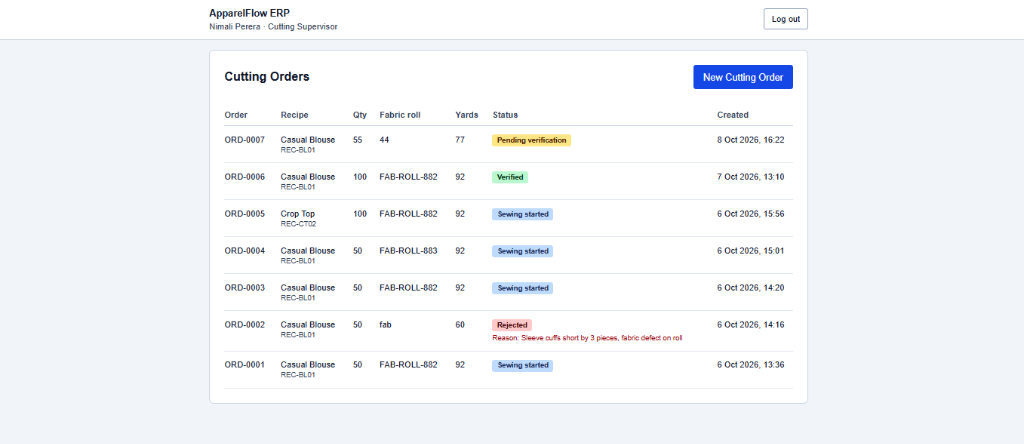 ApparelFlow ERP
Nimali Perera · Cutting Supervisor
Log out
Cutting Orders
New Cutting Order
Order Recipe Qty Fabric roll Yards Status Created
ORD-0007 Casual Blouse 55 44 77 Pending verification 8 Oct 2026, 16:22
REC-BL01
ORD-0006 Casual Blouse 100 FAB-ROLL-882 92 Verified 7 Oct 2026, 13:10
REC-BL01
ORD-0005 Crop Top 100 FAB-ROLL-882 92 Sewing started 6 Oct 2026, 15:56
REC-CT02
ORD-0004 Casual Blouse 50 FAB-ROLL-883 92 Sewing started 6 Oct 2026, 15:01
REC-BL01
ORD-0003 Casual Blouse 50 FAB-ROLL-882 92 Sewing started 6 Oct 2026, 14:20
REC-BL01
ORD-0002 Casual Blouse 50 fab 60 Rejected 6 Oct 2026, 14:16
REC-BL01 Reason: Sleeve cuffs short by 3 pieces, fabric defect on roll
ORD-0001 Casual Blouse 50 FAB-ROLL-882 92 Sewing started 6 Oct 2026, 13:36
REC-BL01